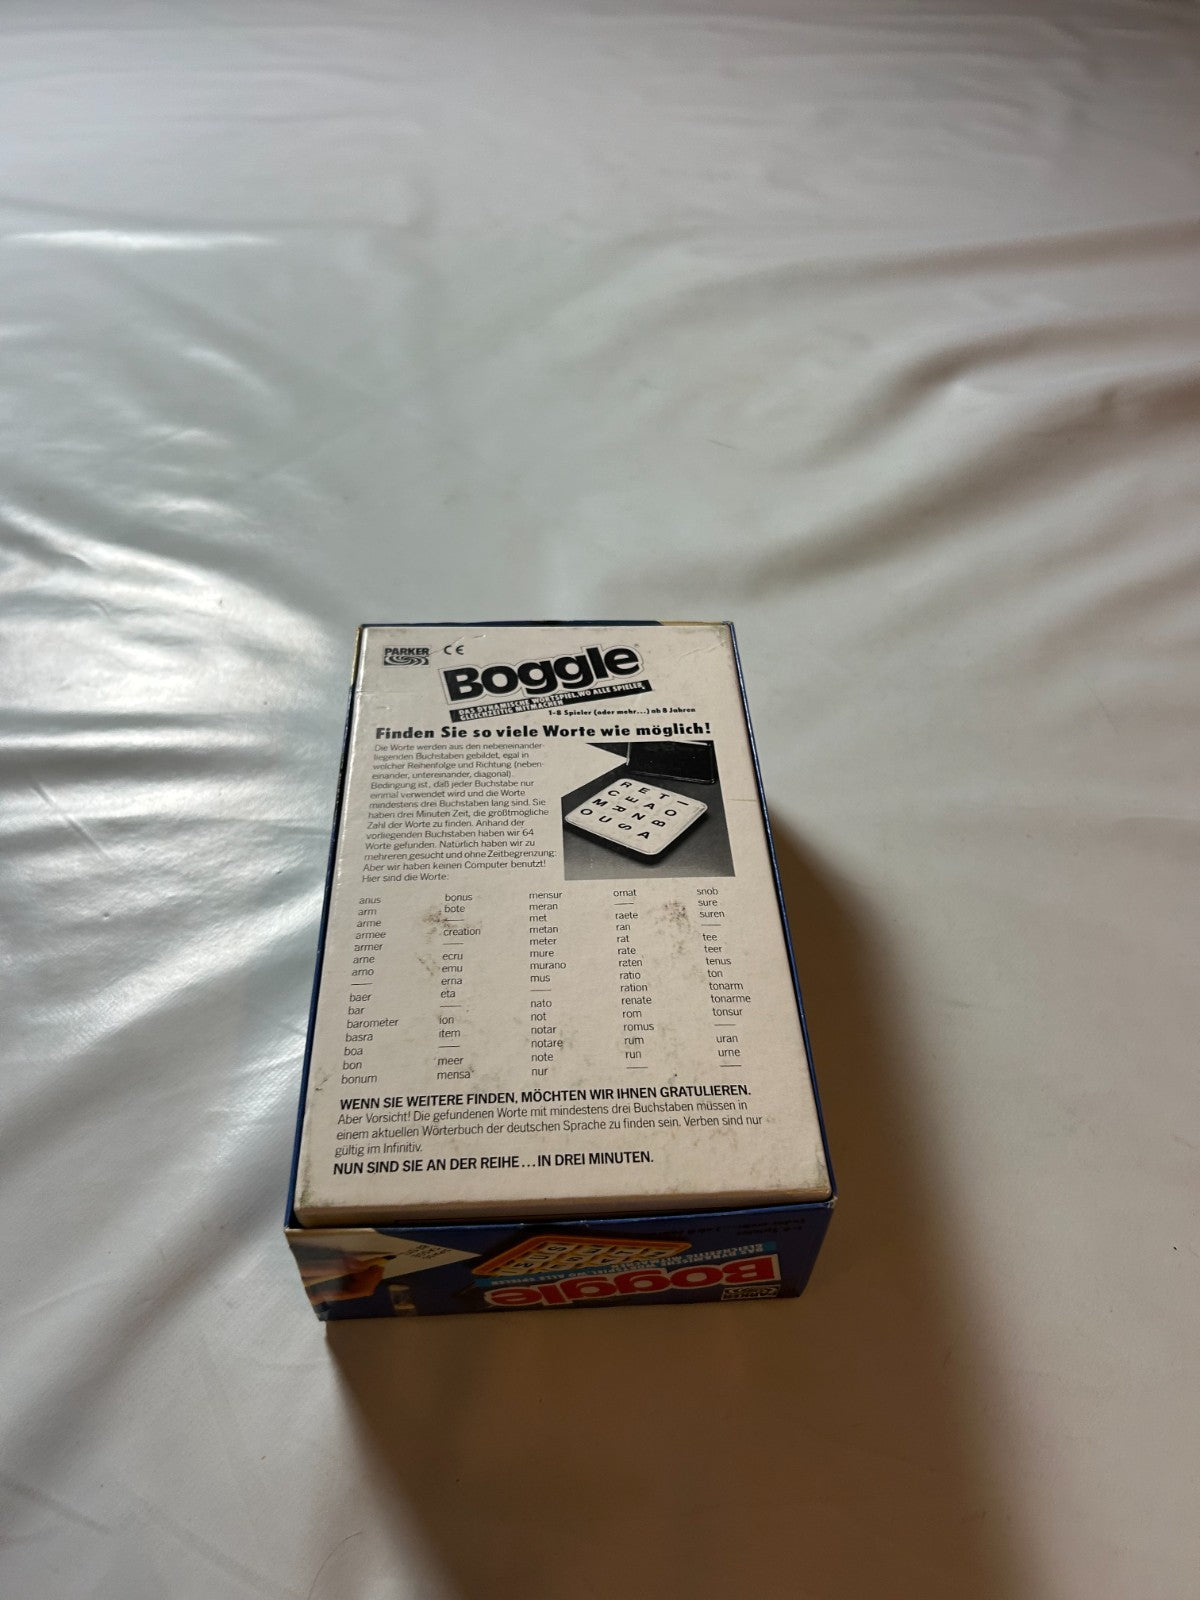 PARKER
CE
Boggle
DAS DYNAMISCHE WORTSPIEL, WO ALLE SPIELER
GLEICHZEITIG MITMACHEN
1-8 Spieler (oder mehr...) ab 8 Jahren
Finden Sie so viele Worte wie möglich!
Die Worte werden aus den nebeneinander-
liegenden Buchstaben gebildet, egal in
welcher Reihenfolge und Richtung (neben-
einander, untereinander, diagonal).
Bedingung ist, daß jeder Buchstabe nur
einmal verwendet wird und die Worte
mindestens drei Buchstaben lang sind. Sie
haben drei Minuten Zeit, die größtmögliche
Zahl der Worte zu finden. Anhand der
vorliegenden Buchstaben haben wir 64
Worte gefunden. Natürlich haben wir zu
mehreren gesucht und ohne Zeitbegrenzung:
Aber wir haben keinen Computer benutzt!
Hier sind die Worte:
R E T I
C E A O
M R N B
O U S A
anus
arm
arme
armee
armer
arne
arno
baer
bar
barometer
basra
boa
bon
bonum
bonus
bote
creation
ecru
emu
erna
eta
ion
item
meer
mensa
mensur
meran
met
metan
meter
mure
murano
mus
nato
not
notar
notare
note
nur
ornat
raete
ran
rat
rate
raten
ratio
ration
renate
rom
romus
rum
run
snob
sure
suren
tee
teer
tenus
ton
tonarm
tonarme
tonsur
uran
urne
WENN SIE WEITERE FINDEN, MÖCHTEN WIR IHNEN GRATULIEREN.
Aber Vorsicht! Die gefundenen Worte mit mindestens drei Buchstaben müssen in
einem aktuellen Wörterbuch der deutschen Sprache zu finden sein. Verben sind nur
gültig im Infinitiv.
NUN SIND SIE AN DER REIHE...IN DREI MINUTEN.
PARKER
Boggle
DAS DYNAMISCHE WORTSPIEL, WO ALLE SPIELER
GLEICHZEITIG MITMACHEN